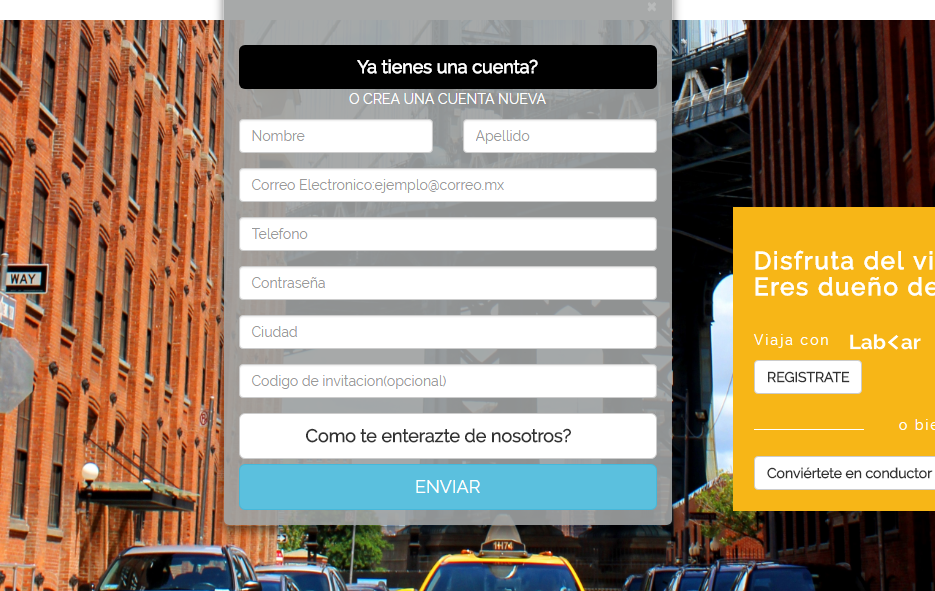 ×
Ya tienes una cuenta?
O CREA UNA CUENTA NUEVA
Nombre
Apellido
Correo Electronico:ejemplo@correo.mx
Telefono
Contraseña
Ciudad
Codigo de invitacion(opcional)
Como te enterazte de nosotros?
ENVIAR
WAY
Disfruta del vi
Eres dueño de
Viaja con Lab<ar
REGISTRATE
o bie
Conviértete en conductor
1H74